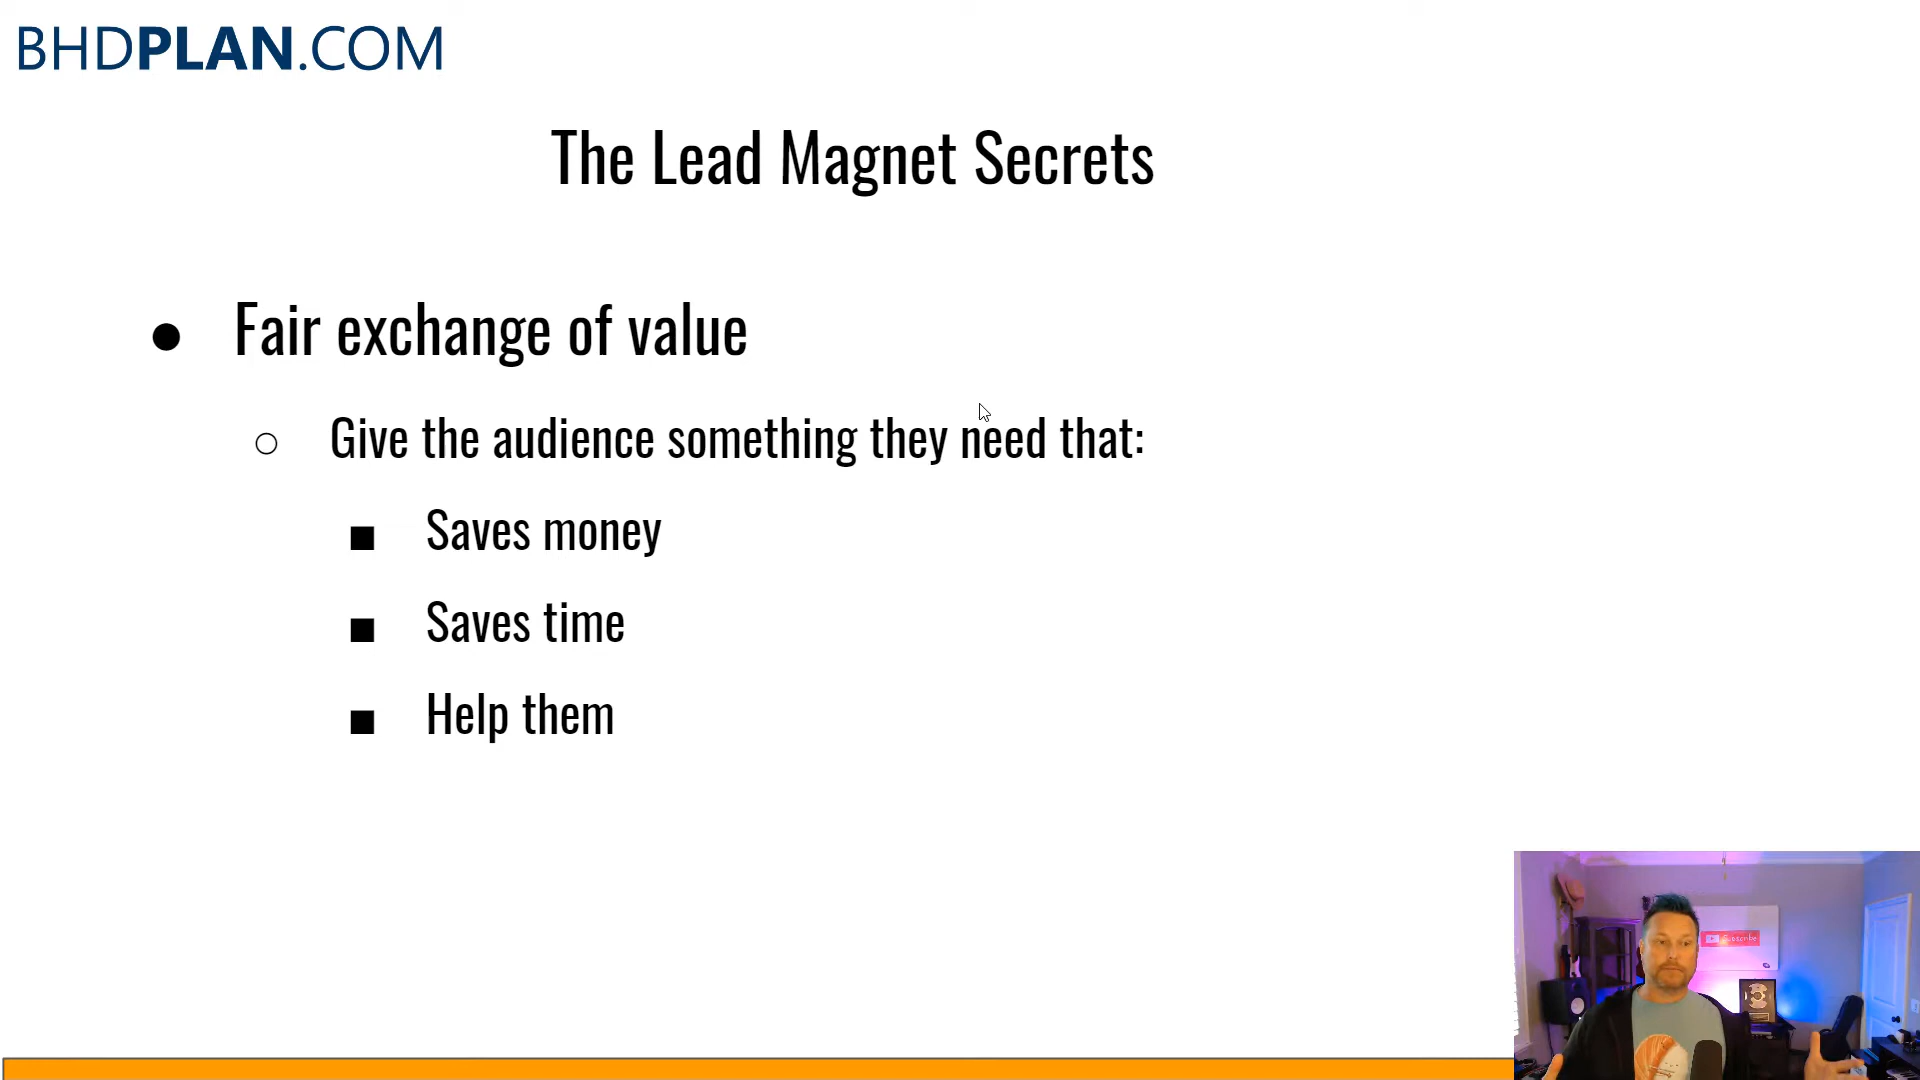 BHDPLAN.COM
The Lead Magnet Secrets
Fair exchange of value
Give the audience something they need that:
Saves money
Saves time
Help them
Subscribe